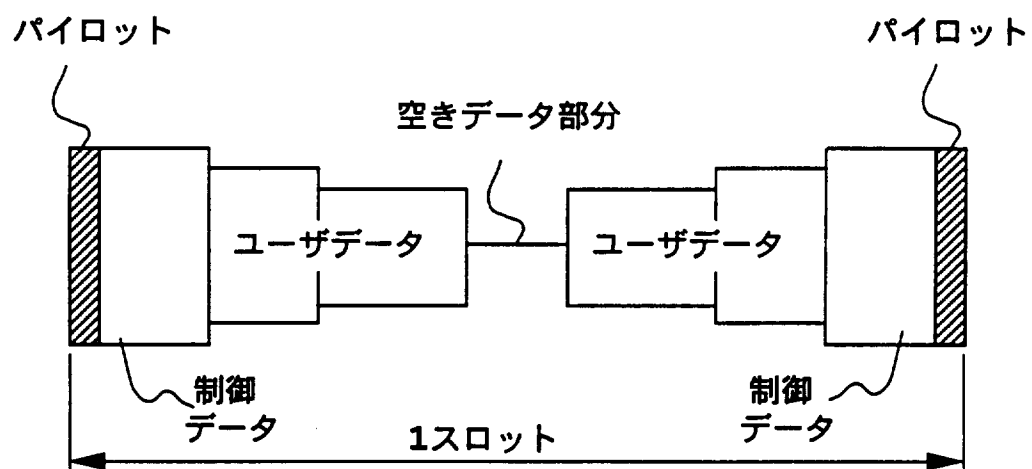 パイロット
パイロット
空きデータ部分
ユーザデータ
ユーザデータ
制御
データ
制御
データ
1スロット